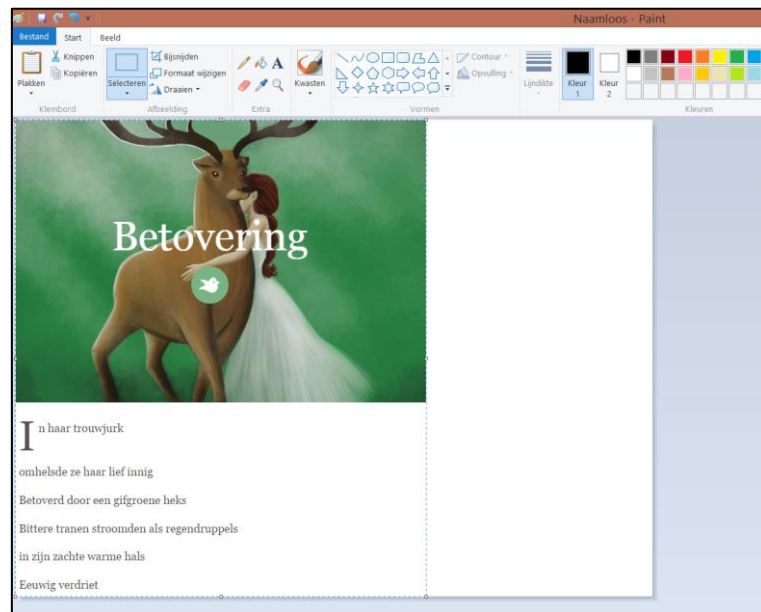 Naamloos - Paint
Bestand Start Beeld
Plakken
Knippen
Kopiëren
Klembord
Selecteren
Bijsnijden
Formaat wijzigen
Draaien
Afbeelding
A
Extra
Kwasten
Contour
Opvulling
Vormen
Lijndikte
Kleur 1
Kleur 2
Kleuren
Betovering
In haar trouwjurk
omhelsde ze haar lief innig
Betoverd door een gifgroene heks
Bittere tranen stroomden als regendruppels
in zijn zachte warme hals
Eeuwig verdriet